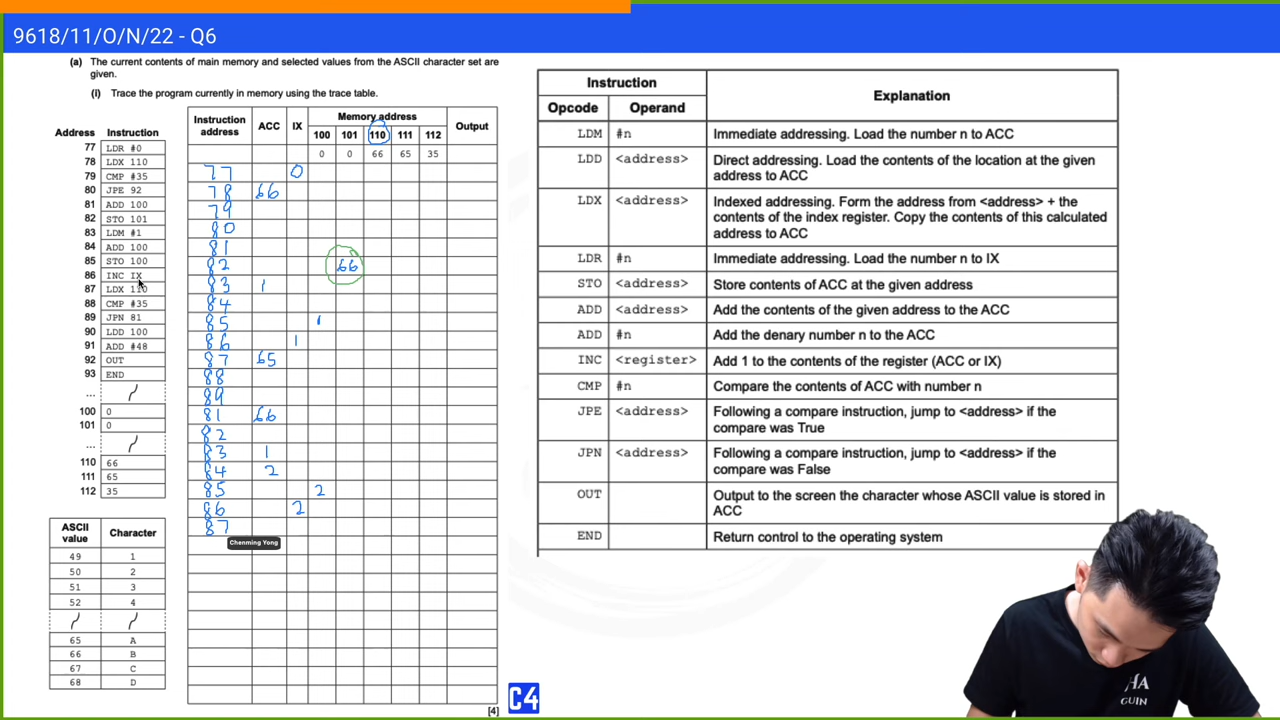 9618/11/O/N/22 - Q6
(a) The current contents of main memory and selected values from the ASCII character set are
given.
(i) Trace the program currently in memory using the trace table.
Address Instruction
77 LDR #0
78 LDX 110
79 CMP #35
80 JPE 92
81 ADD 100
82 STO 101
83 LDM #1
84 ADD 100
85 STO 100
86 INC IX
87 LDX 110
88 CMP #35
89 JPN 81
90 LDD 100
91 ADD #48
92 OUT
93 END
...
100 0
101 0
...
110 66
111 65
112 35
ASCII value Character
49 1
50 2
51 3
52 4
65 A
66 B
67 C
68 D
Instruction address ACC IX Memory address Output
100 101 110 111 112
0 0 66 65 35
77 0
78 66
79
80
81
82 66
83 1
84
85 1
86 1
87 65
88
89
81 66
82
83 1
84 2
85 2
86 2
87
Chenming Yong
[4]
Instruction Explanation
Opcode Operand
LDM #n Immediate addressing. Load the number n to ACC
LDD <address> Direct addressing. Load the contents of the location at the given
address to ACC
LDX <address> Indexed addressing. Form the address from <address> + the
contents of the index register. Copy the contents of this calculated
address to ACC
LDR #n Immediate addressing. Load the number n to IX
STO <address> Store contents of ACC at the given address
ADD <address> Add the contents of the given address to the ACC
ADD #n Add the denary number n to the ACC
INC <register> Add 1 to the contents of the register (ACC or IX)
CMP #n Compare the contents of ACC with number n
JPE <address> Following a compare instruction, jump to <address> if the
compare was True
JPN <address> Following a compare instruction, jump to <address> if the
compare was False
OUT Output to the screen the character whose ASCII value is stored in
ACC
END Return control to the operating system
C4
GUIN